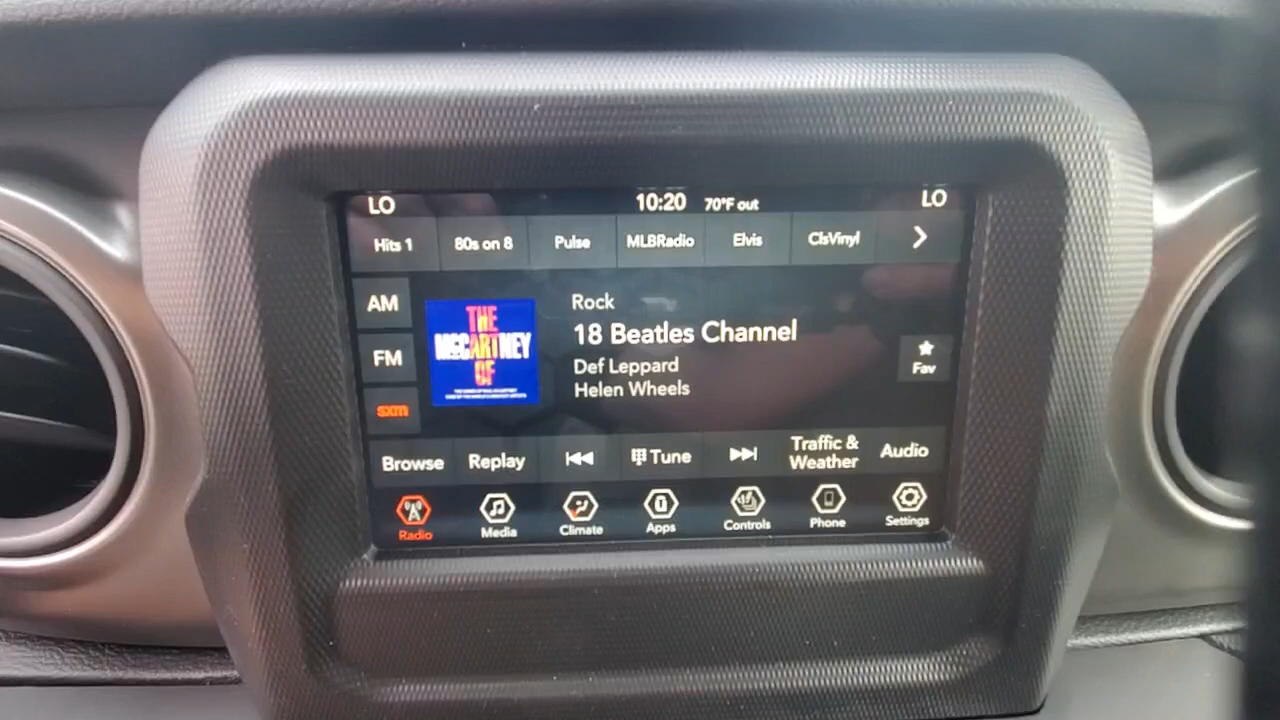 LO 10:20 70°F out LO
Hits 1 80s on 8 Pulse MLBRadio Elvis ClsVinyl
AM
FM
sxm
THE
MCCARTNEY
OF
Rock
18 Beatles Channel
Def Leppard
Helen Wheels
Fav
Browse Replay Tune Traffic & Weather Audio
Radio Media Climate Apps Controls Phone Settings